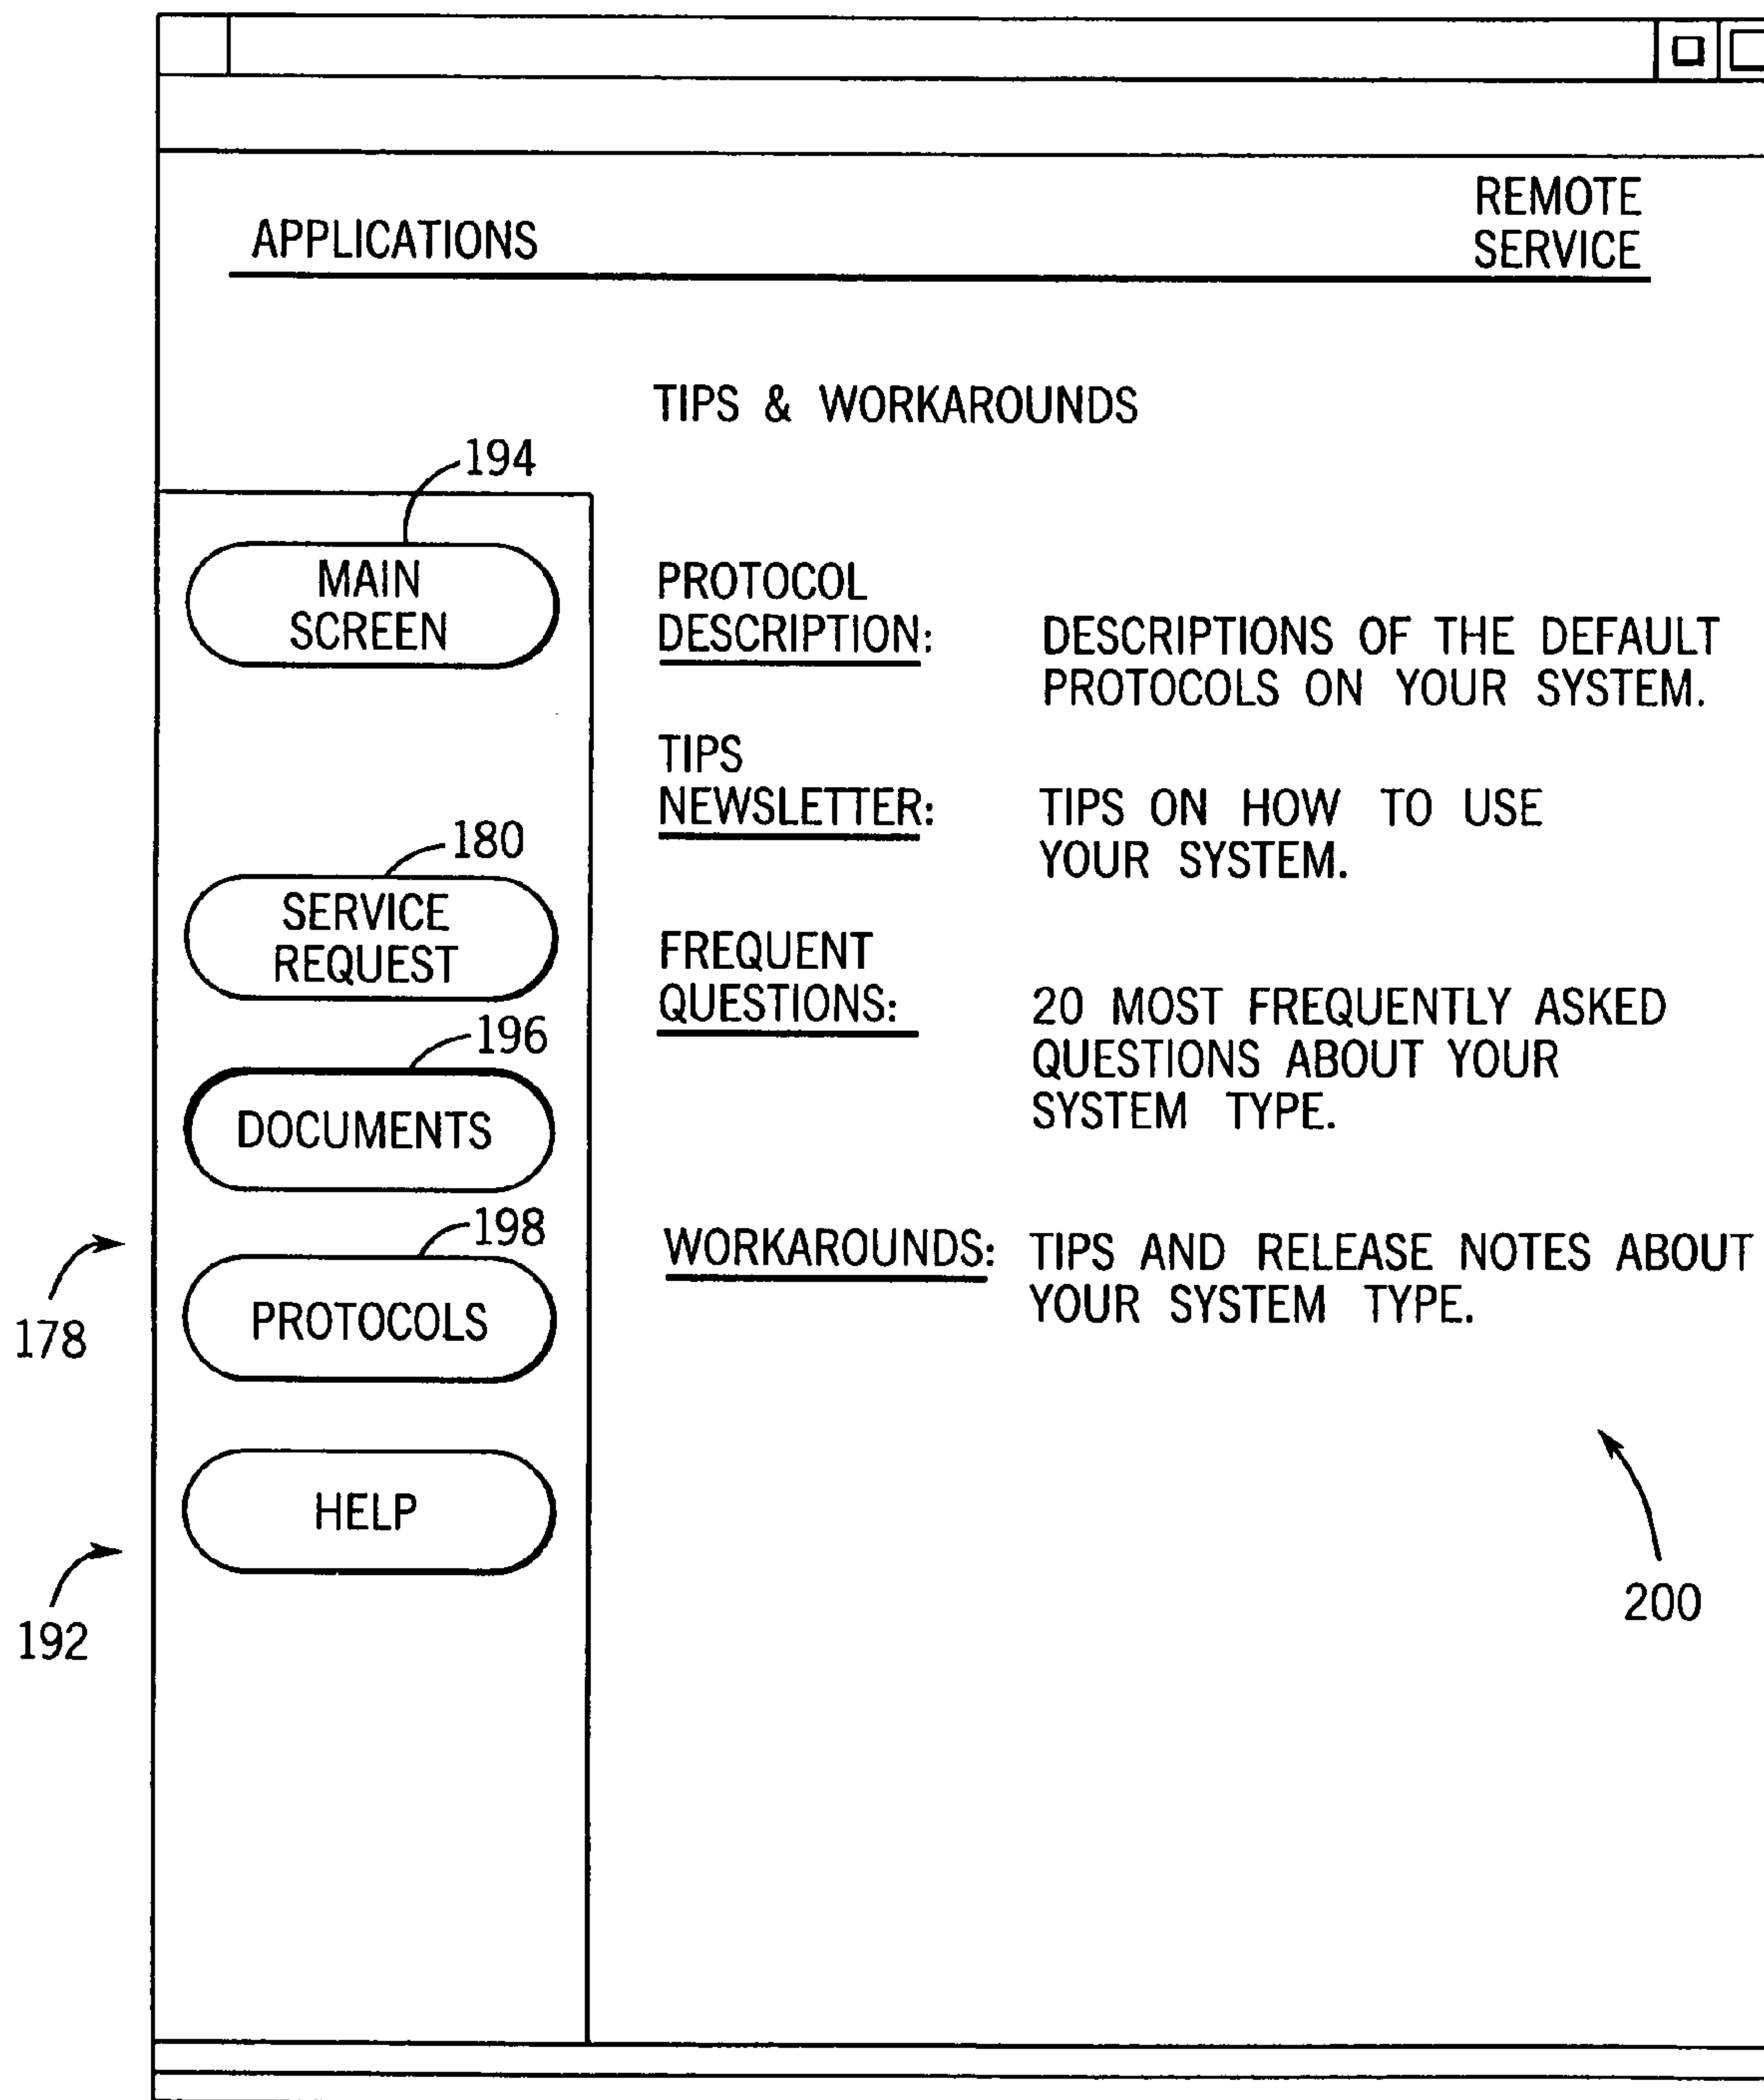 REMOTE
SERVICE
APPLICATIONS
TIPS & WORKAROUNDS
194
MAIN
SCREEN
PROTOCOL
DESCRIPTION:
DESCRIPTIONS OF THE DEFAULT
PROTOCOLS ON YOUR SYSTEM.
TIPS
NEWSLETTER:
TIPS ON HOW TO USE
YOUR SYSTEM.
180
SERVICE
REQUEST
FREQUENT
QUESTIONS:
20 MOST FREQUENTLY ASKED
QUESTIONS ABOUT YOUR
SYSTEM TYPE.
196
DOCUMENTS
198
PROTOCOLS
WORKAROUNDS:
TIPS AND RELEASE NOTES ABOUT
YOUR SYSTEM TYPE.
178
HELP
192
200